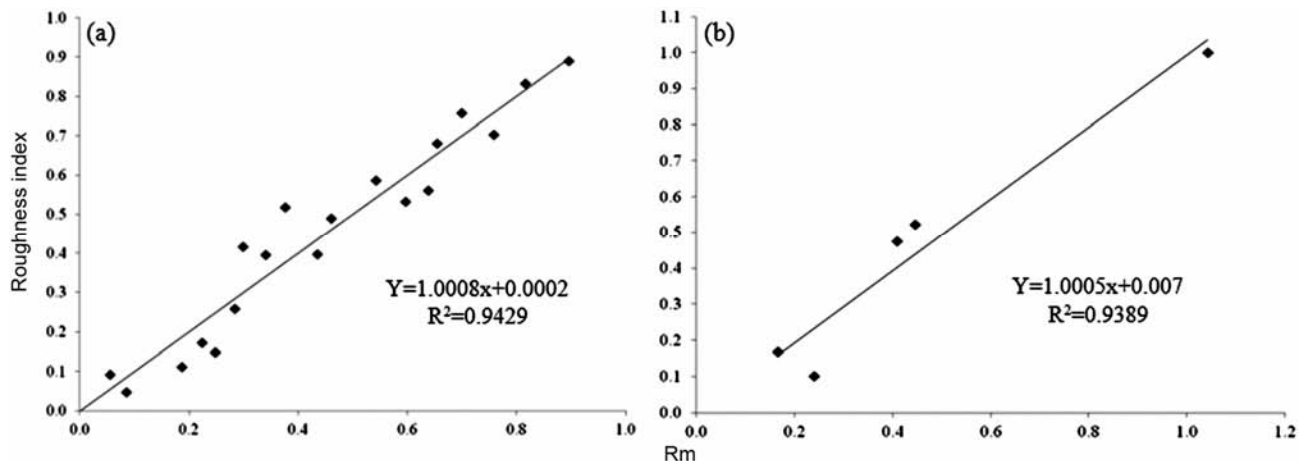 (a)
1.0
0.9
0.8
0.7
0.6
0.5
0.4
0.3
0.2
0.1
0.0
0.0 0.2 0.4 0.6 0.8 1.0
Roughness index
Y=1.0008x+0.0002
R²=0.9429
(b)
1.1
1.0
0.9
0.8
0.7
0.6
0.5
0.4
0.3
0.2
0.1
0.0
0.0 0.2 0.4 0.6 0.8 1.0 1.2
Y=1.0005x+0.007
R²=0.9389
Rm